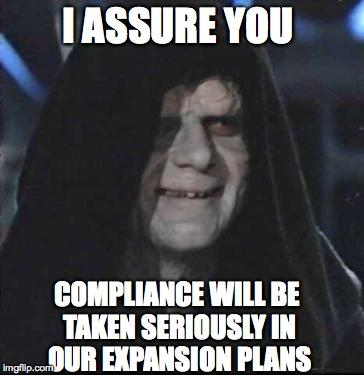 I ASSURE YOU
COMPLIANCE WILL BE
TAKEN SERIOUSLY IN
OUR EXPANSION PLANS
imgflip.com